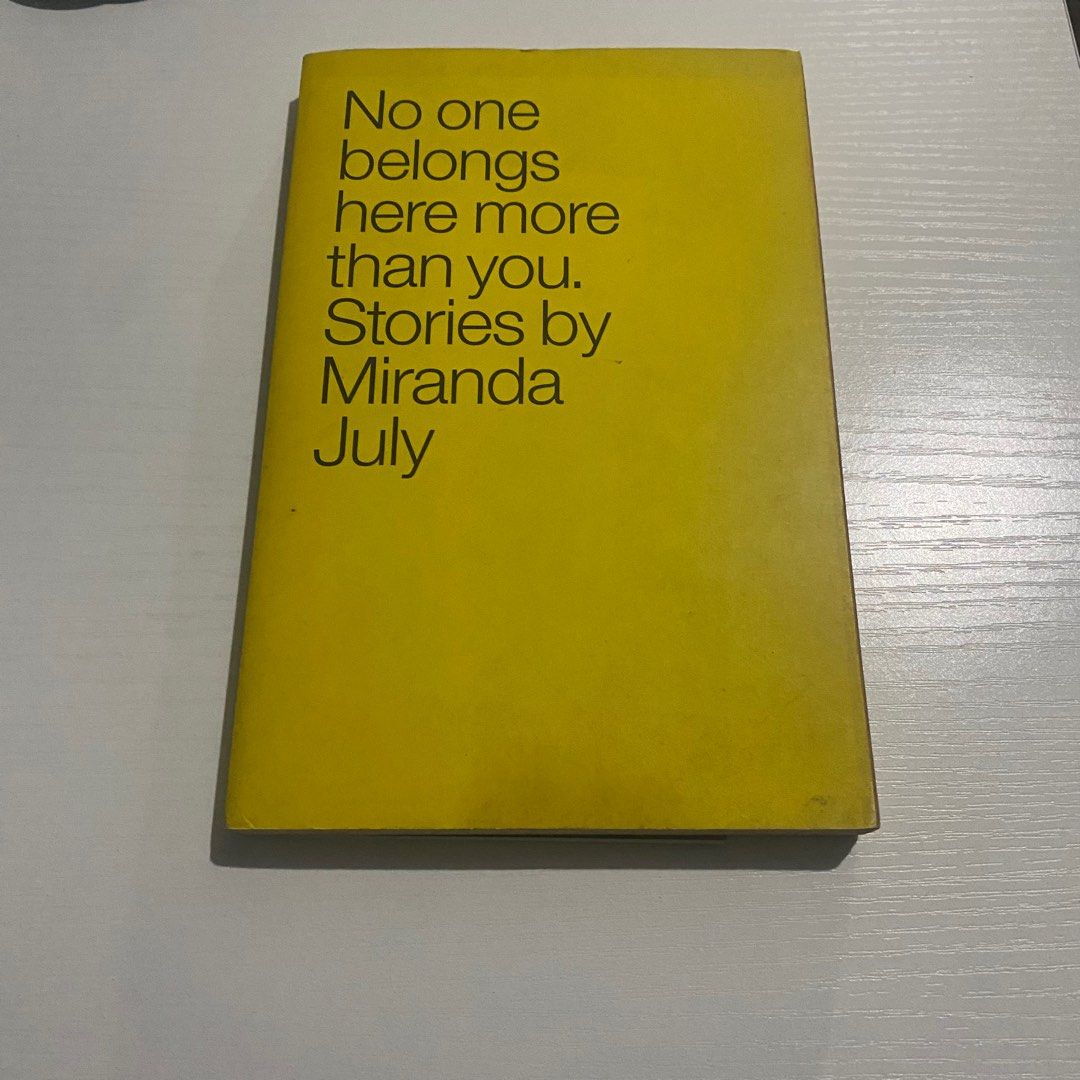 No one
belongs
here more
than you.
Stories by
Miranda
July